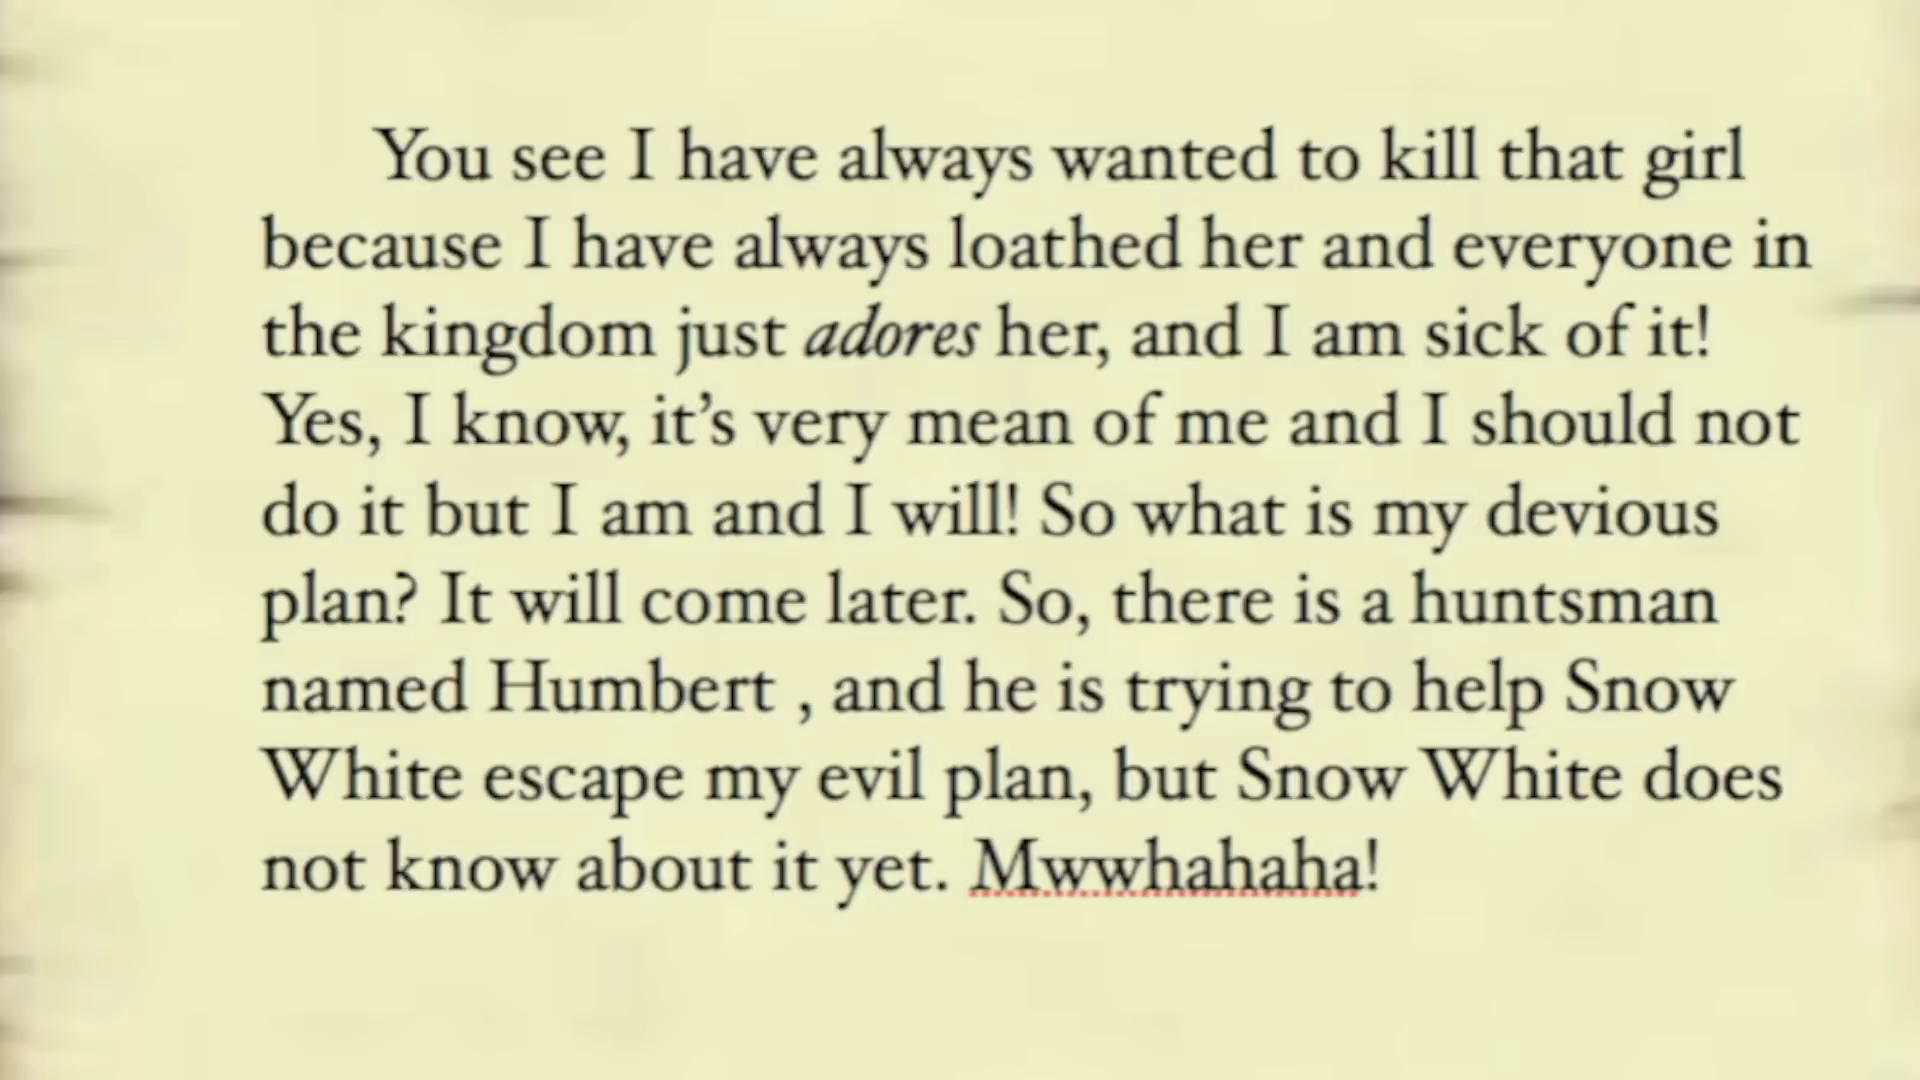 You see I have always wanted to kill that girl
because I have always loathed her and everyone in
the kingdom just adores her, and I am sick of it!
Yes, I know, it’s very mean of me and I should not
do it but I am and I will! So what is my devious
plan? It will come later. So, there is a huntsman
named Humbert , and he is trying to help Snow
White escape my evil plan, but Snow White does
not know about it yet. Mwwhahaha!